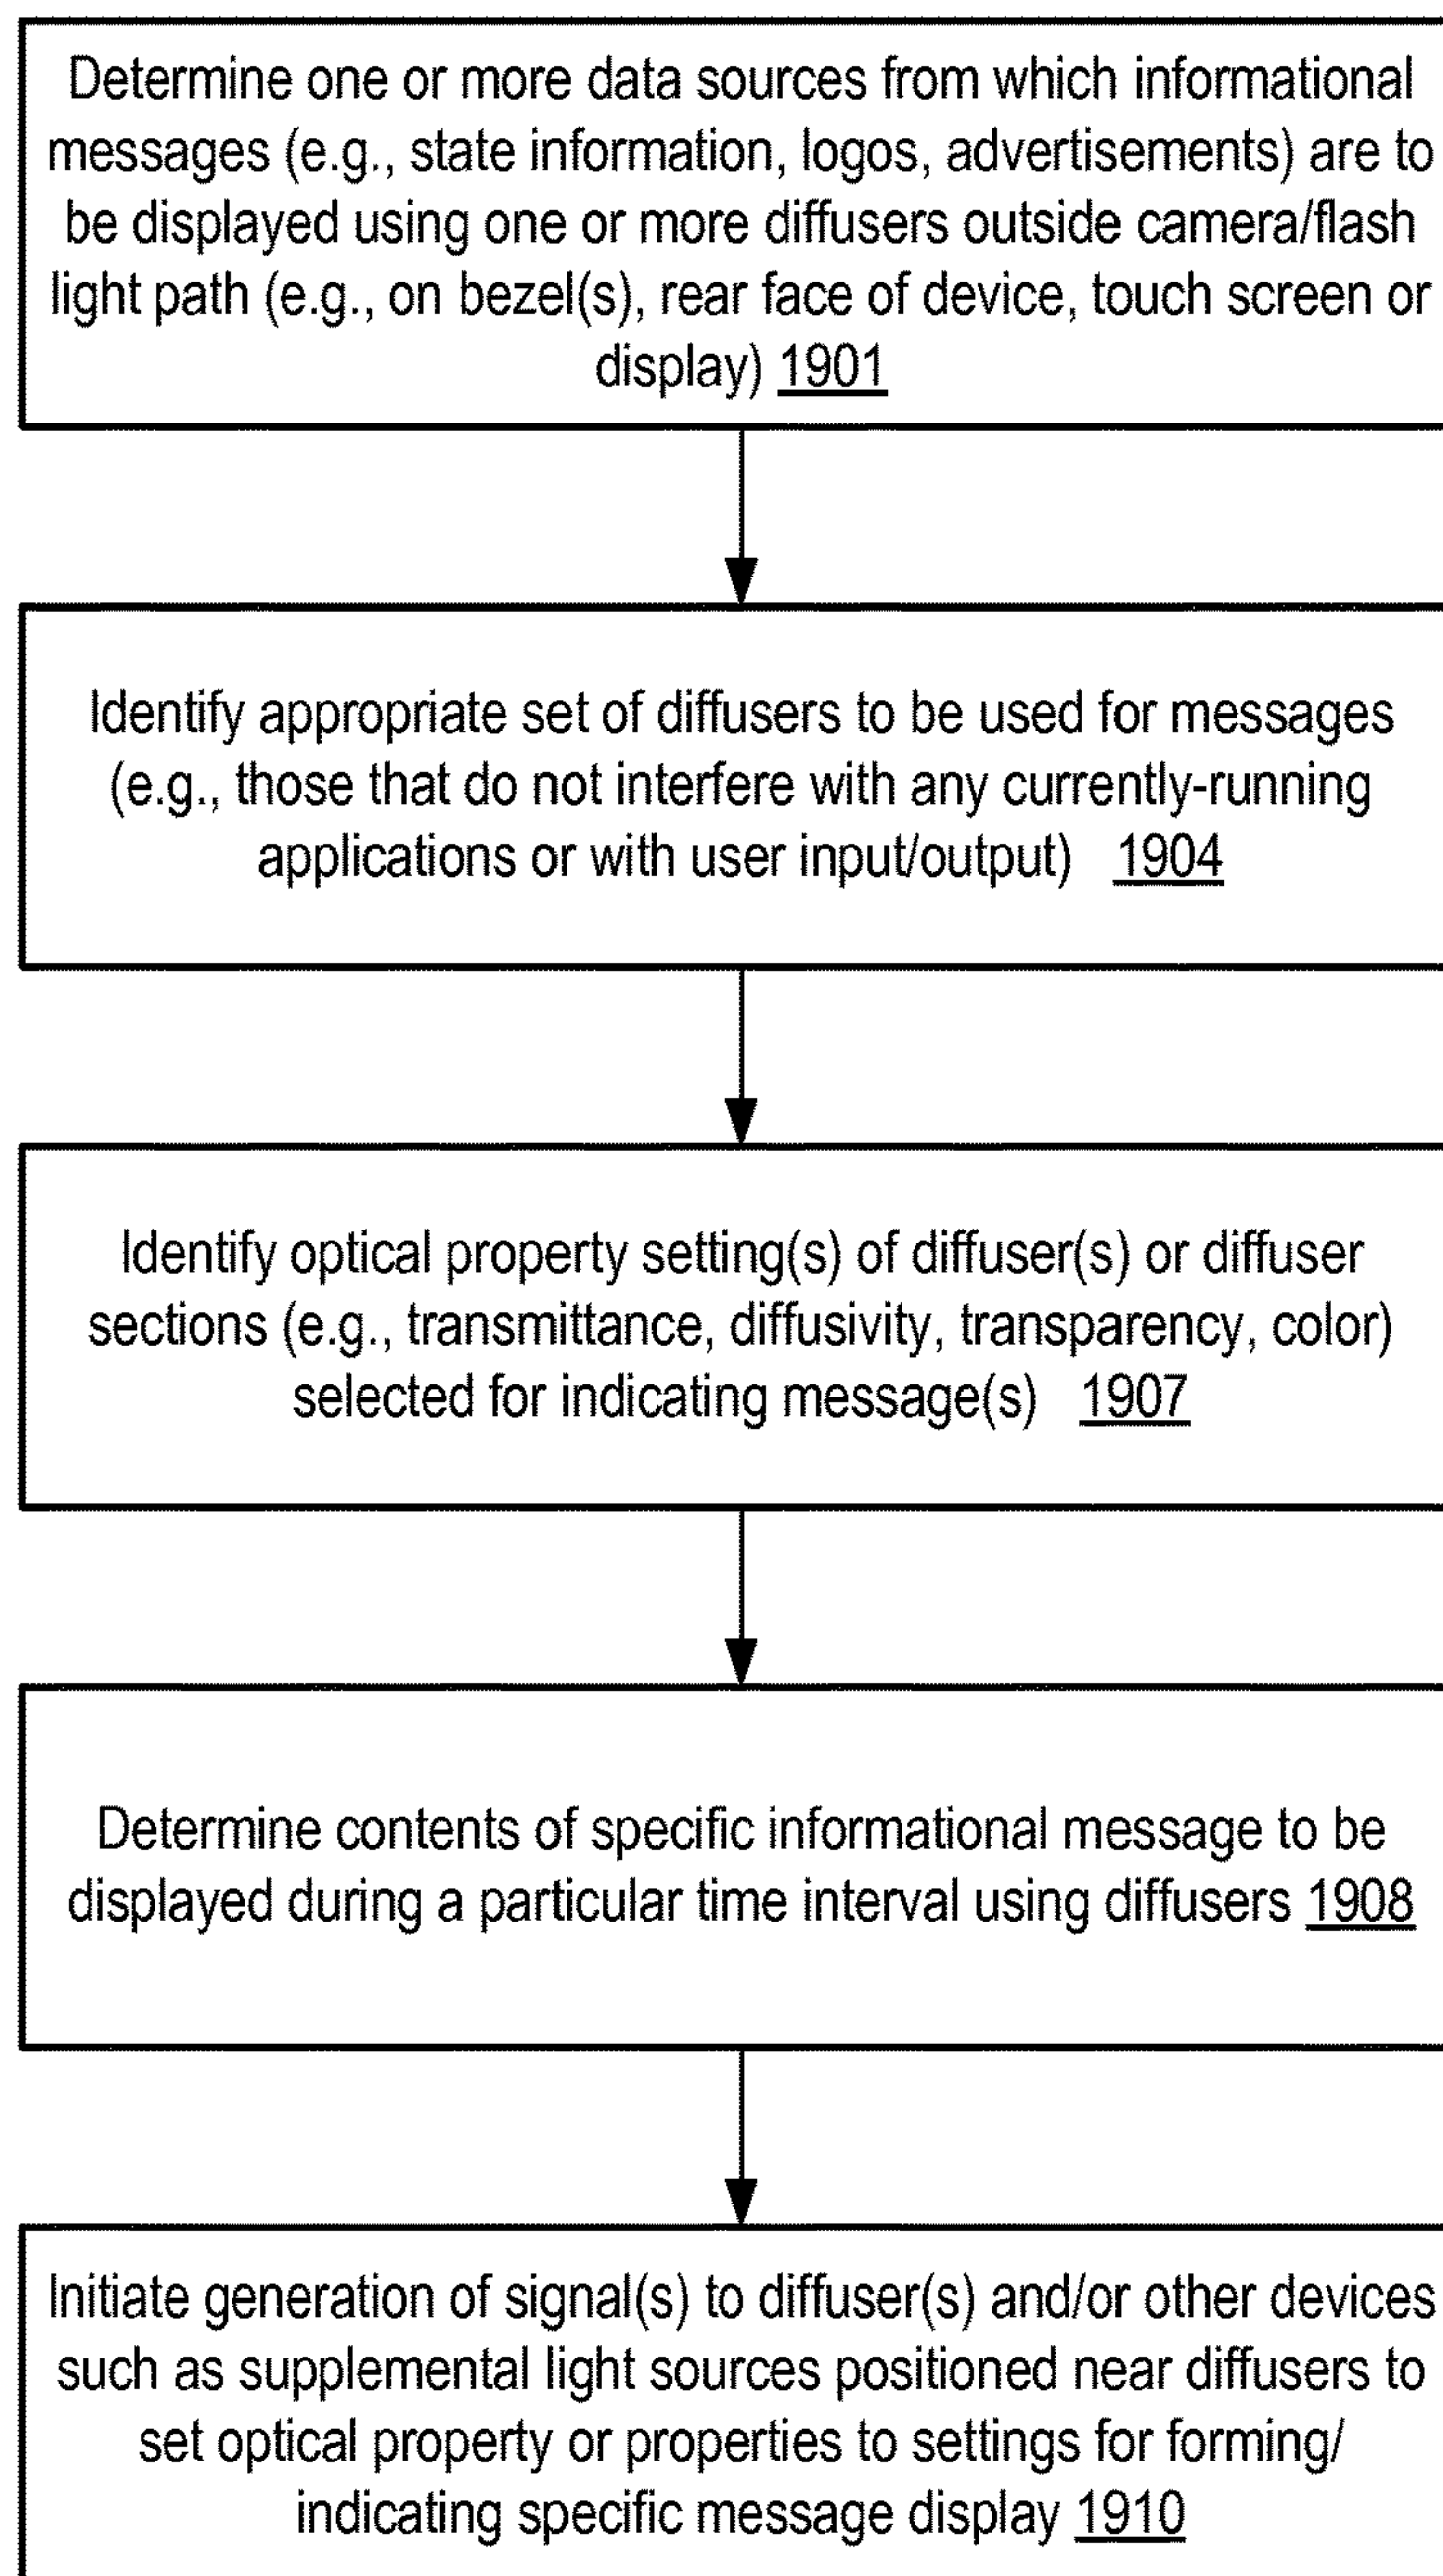 Determine one or more data sources from which informational
messages (e.g., state information, logos, advertisements) are to
be displayed using one or more diffusers outside camera/flash
light path (e.g., on bezel(s), rear face of device, touch screen or
display) 1901
Identify appropriate set of diffusers to be used for messages
(e.g., those that do not interfere with any currently-running
applications or with user input/output) 1904
Identify optical property setting(s) of diffuser(s) or diffuser
sections (e.g., transmittance, diffusivity, transparency, color)
selected for indicating message(s) 1907
Determine contents of specific informational message to be
displayed during a particular time interval using diffusers 1908
Initiate generation of signal(s) to diffuser(s) and/or other devices
such as supplemental light sources positioned near diffusers to
set optical property or properties to settings for forming/
indicating specific message display 1910